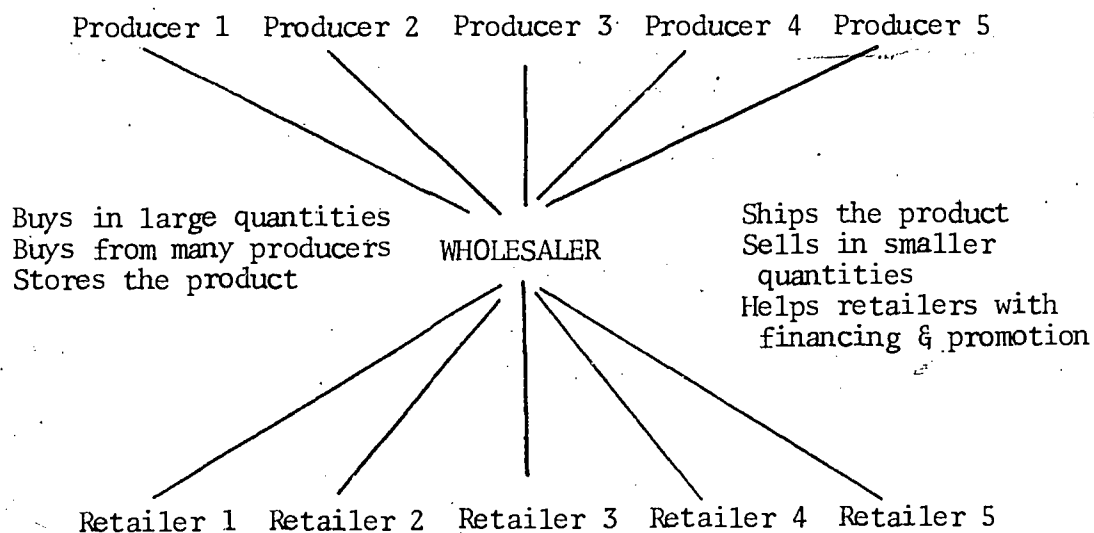 Producer 1 Producer 2 Producer 3 Producer 4 Producer 5
Buys in large quantities
Buys from many producers
Stores the product
WHOLESALER
Ships the product
Sells in smaller
quantities
Helps retailers with
financing & promotion
Retailer 1 Retailer 2 Retailer 3 Retailer 4 Retailer 5